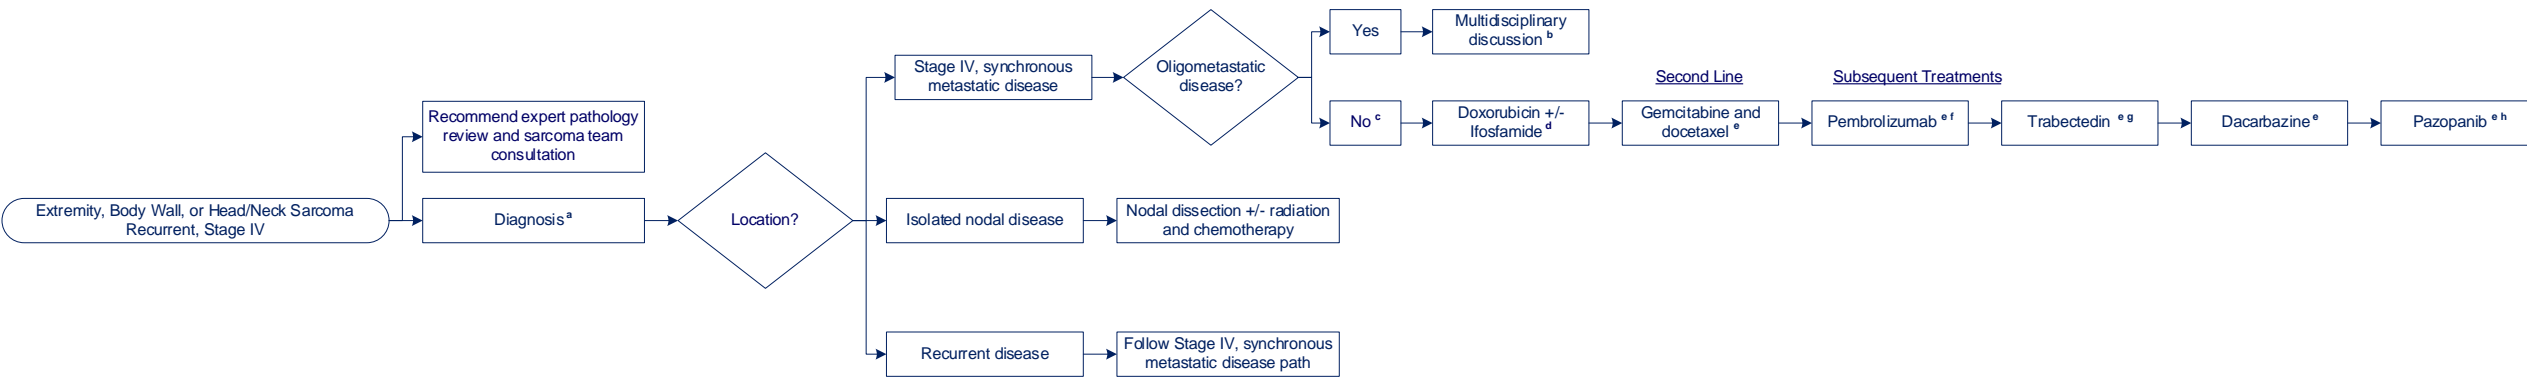 Extremity, Body Wall, or Head/Neck Sarcoma
Recurrent, Stage IV
Recommend expert pathology
review and sarcoma team
consultation
Diagnosis a
Location?
Stage IV, synchronous
metastatic disease
Oligometastatic
disease?
Yes
Multidisciplinary
discussion b
No c
Doxorubicin +/-
Ifosfamide d
Second Line
Gemcitabine and
docetaxel e
Subsequent Treatments
Pembrolizumab e f
Trabectedin e g
Dacarbazine e
Pazopanib e h
Isolated nodal disease
Nodal dissection +/- radiation
and chemotherapy
Recurrent disease
Follow Stage IV, synchronous
metastatic disease path